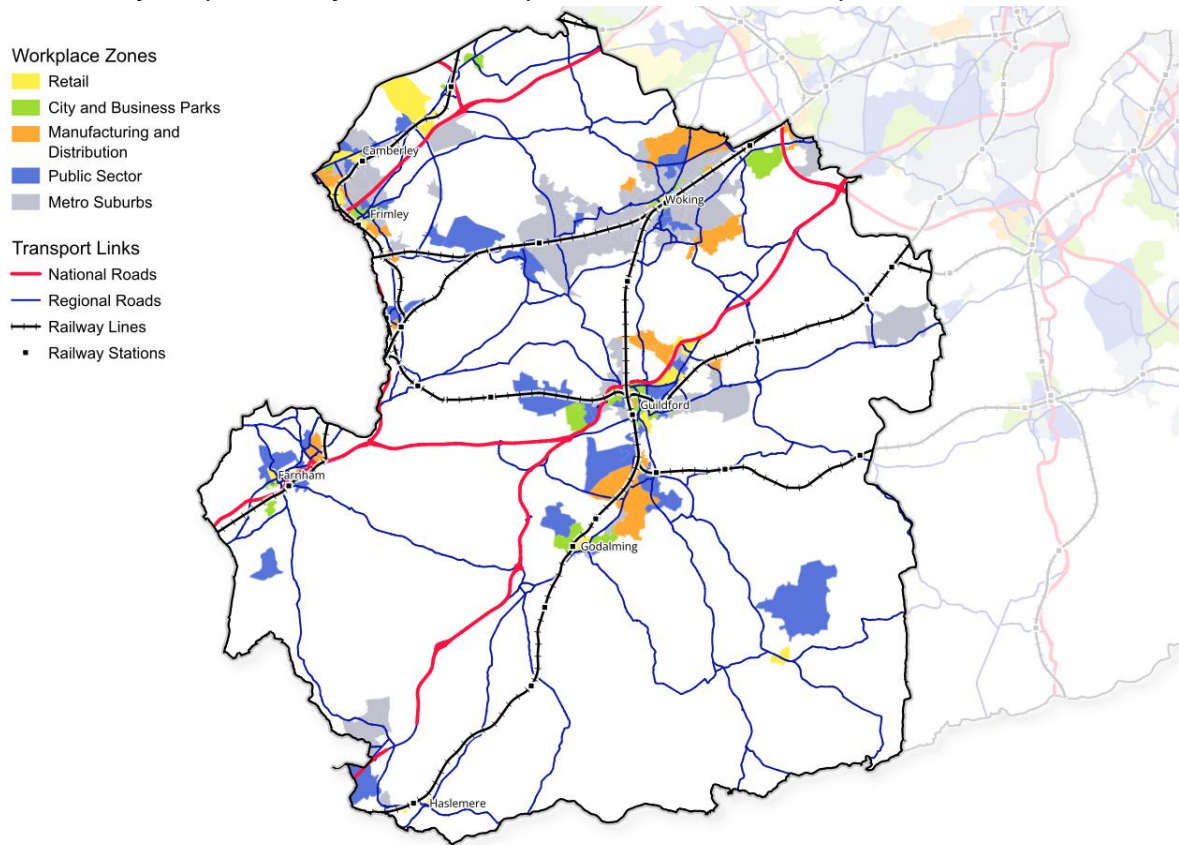 Workplace Zones
Retail
City and Business Parks
Manufacturing and
Distribution
Public Sector
Metro Suburbs
Transport Links
National Roads
Regional Roads
Railway Lines
Railway Stations
Camberley
Frimley
Woking
Guildford
Farnham
Godalming
Haslemere